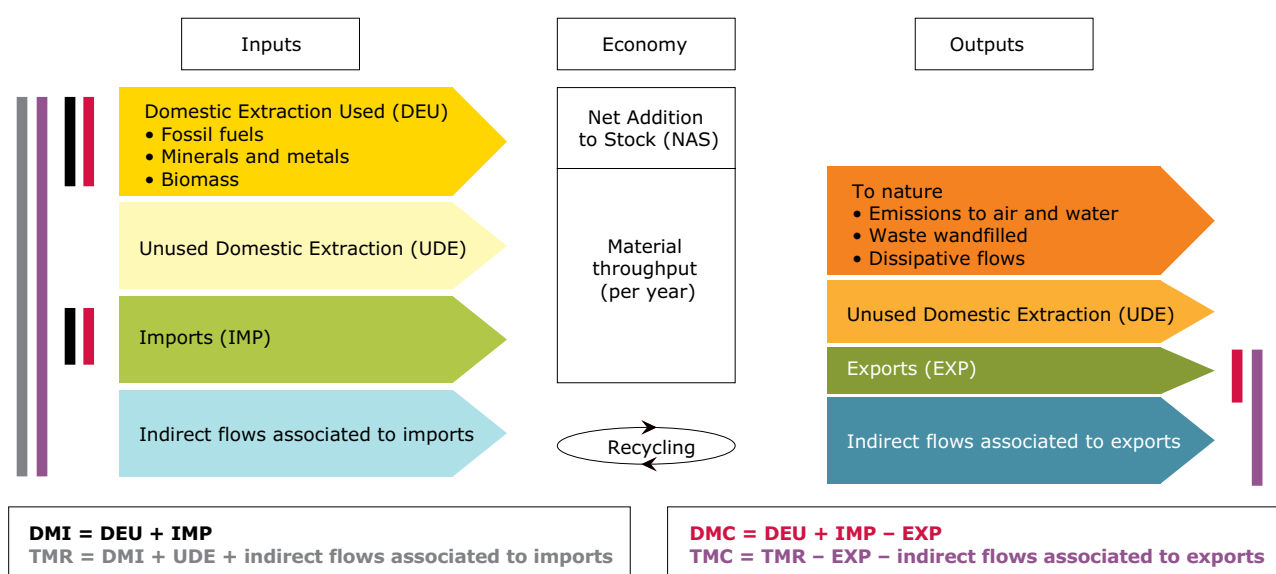 Inputs
Economy
Outputs
Domestic Extraction Used (DEU)
• Fossil fuels
• Minerals and metals
• Biomass
Unused Domestic Extraction (UDE)
Imports (IMP)
Indirect flows associated to imports
Net Addition
to Stock (NAS)
Material
throughput
(per year)
Recycling
To nature
• Emissions to air and water
• Waste wandfilled
• Dissipative flows
Unused Domestic Extraction (UDE)
Exports (EXP)
Indirect flows associated to exports
DMI = DEU + IMP
TMR = DMI + UDE + indirect flows associated to imports
DMC = DEU + IMP – EXP
TMC = TMR – EXP – indirect flows associated to exports